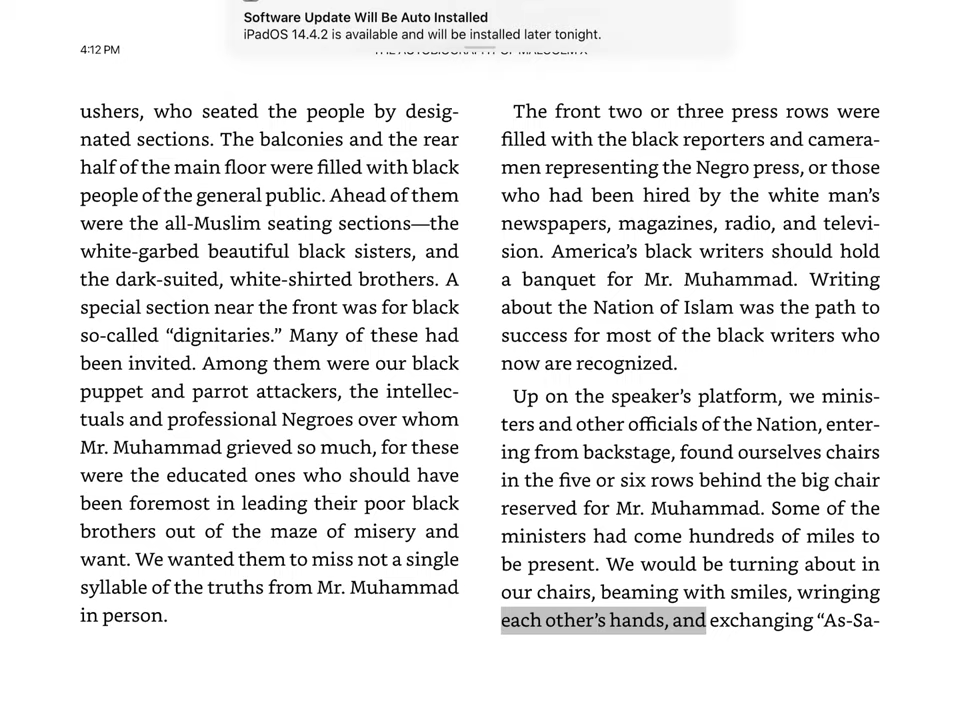 Software Update Will Be Auto Installed
iPadOS 14.4.2 is available and will be installed later tonight.
4:12 PM
THE AUTOBIOGRAPHY OF MALCOLM X
ushers, who seated the people by desig-
nated sections. The balconies and the rear
half of the main floor were filled with black
people of the general public. Ahead of them
were the all-Muslim seating sections—the
white-garbed beautiful black sisters, and
the dark-suited, white-shirted brothers. A
special section near the front was for black
so-called “dignitaries.” Many of these had
been invited. Among them were our black
puppet and parrot attackers, the intellec-
tuals and professional Negroes over whom
Mr. Muhammad grieved so much, for these
were the educated ones who should have
been foremost in leading their poor black
brothers out of the maze of misery and
want. We wanted them to miss not a single
syllable of the truths from Mr. Muhammad
in person.
The front two or three press rows were
filled with the black reporters and camera-
men representing the Negro press, or those
who had been hired by the white man’s
newspapers, magazines, radio, and televi-
sion. America’s black writers should hold
a banquet for Mr. Muhammad. Writing
about the Nation of Islam was the path to
success for most of the black writers who
now are recognized.
Up on the speaker’s platform, we minis-
ters and other officials of the Nation, enter-
ing from backstage, found ourselves chairs
in the five or six rows behind the big chair
reserved for Mr. Muhammad. Some of the
ministers had come hundreds of miles to
be present. We would be turning about in
our chairs, beaming with smiles, wringing
each other’s hands, and exchanging “As-Sa-